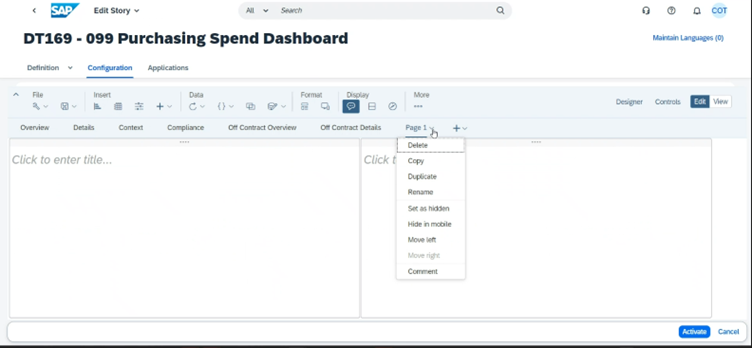 SAP Edit Story All Search COT
DT169 - 099 Purchasing Spend Dashboard
Maintain Languages (0)
Definition Configuration Applications
File Insert Data Format Display More
Designer Controls Edit View
Overview Details Context Compliance Off Contract Overview Off Contract Details Page 1
Click to enter title... Click t
Delete
Copy
Duplicate
Rename
Set as hidden
Hide in mobile
Move left
Move right
Comment
Activate Cancel